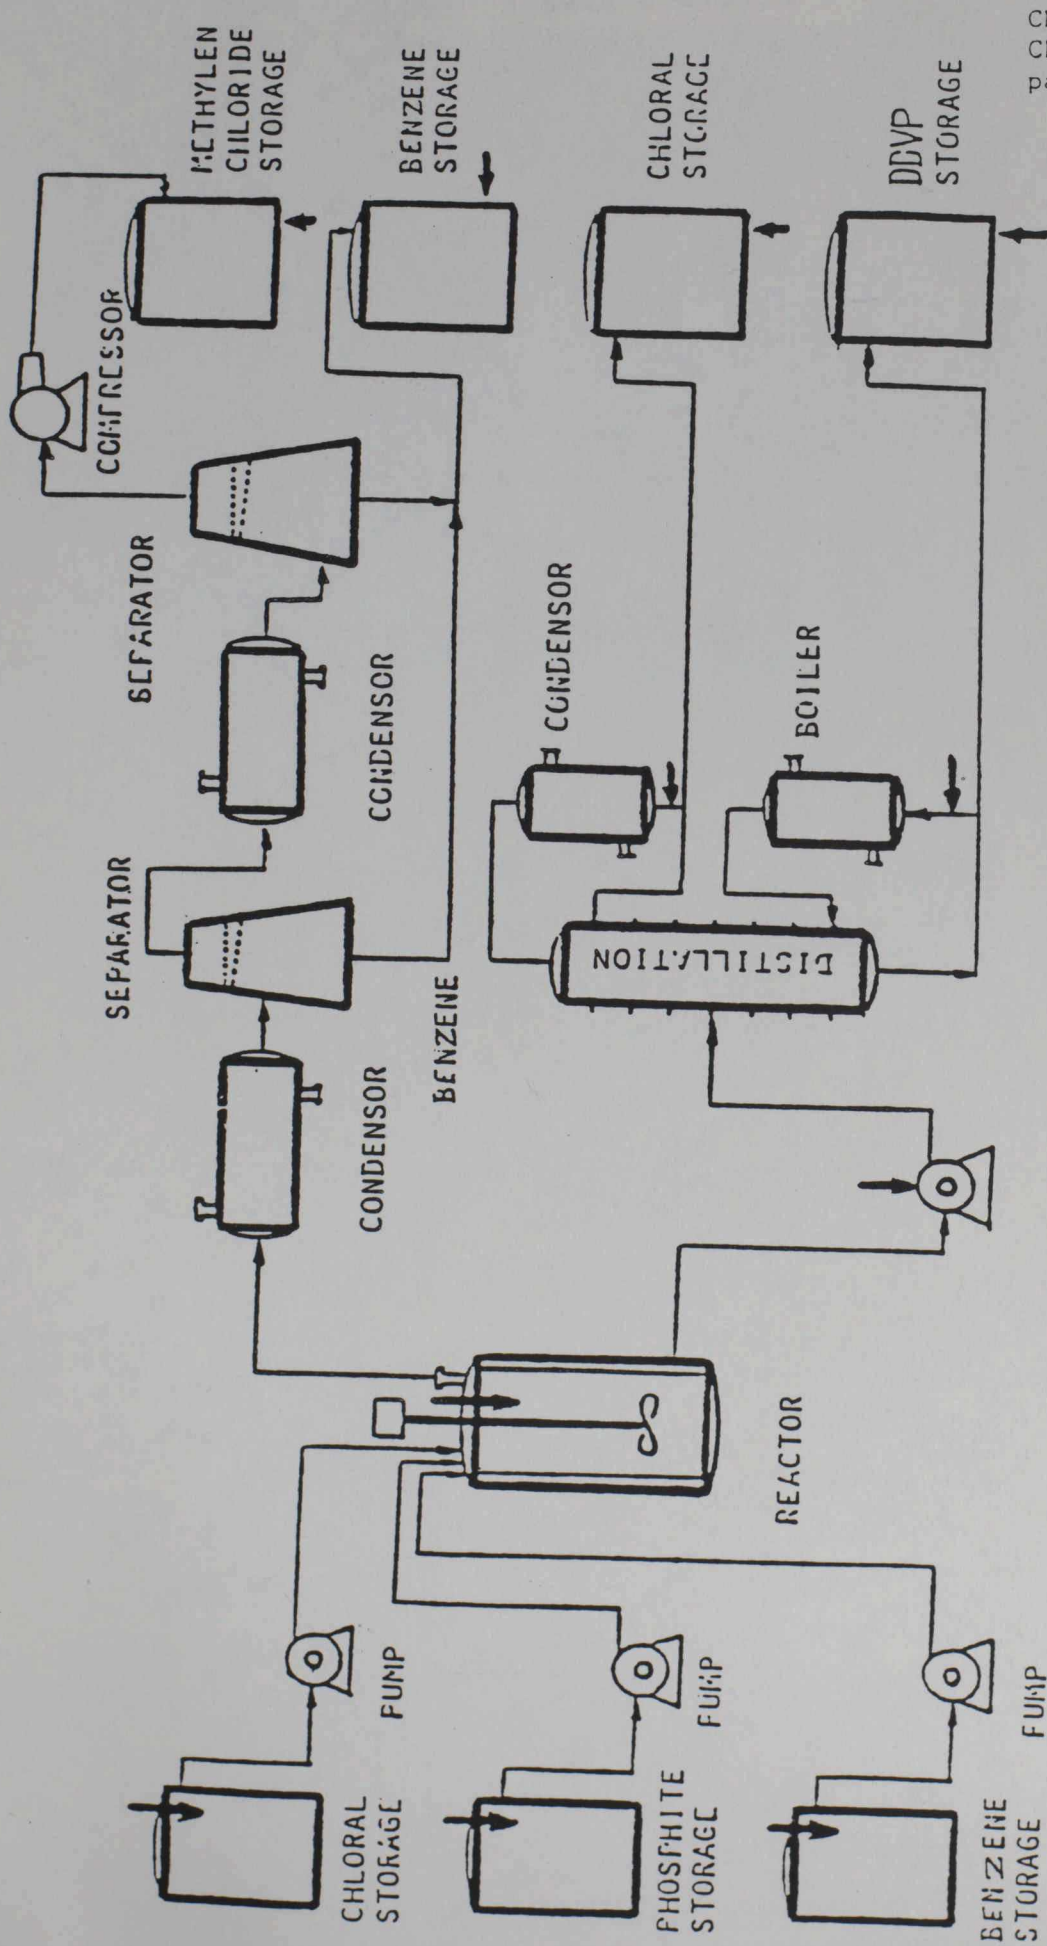 CHLORAL
STORAGE
PUMP
PHOSPHITE
STORAGE
PUMP
BENZENE
STORAGE
PUMP
REACTOR
CONDENSOR
SEPARATOR
BENZENE
CONDENSOR
SEPARATOR
COMPRESSOR
METHYLEN
CHLORIDE
STORAGE
BENZENE
STORAGE
DISTILLATION
CONDENSOR
BOILER
CHLORAL
STORAGE
DDVP
STORAGE